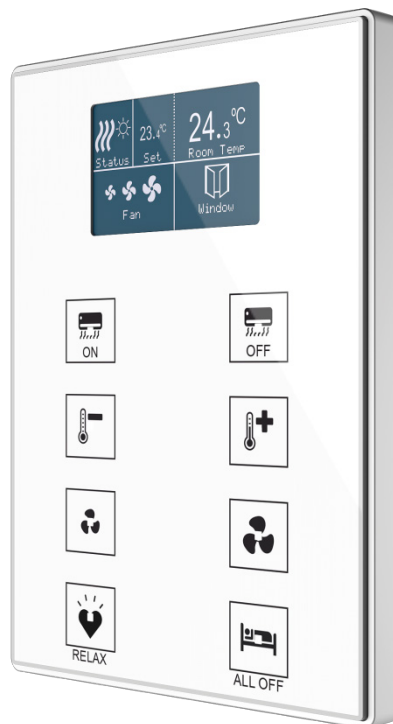 23.4°C
24.3°C
Status
Set
Room Temp
Fan
Window
ON
OFF
RELAX
ALL OFF